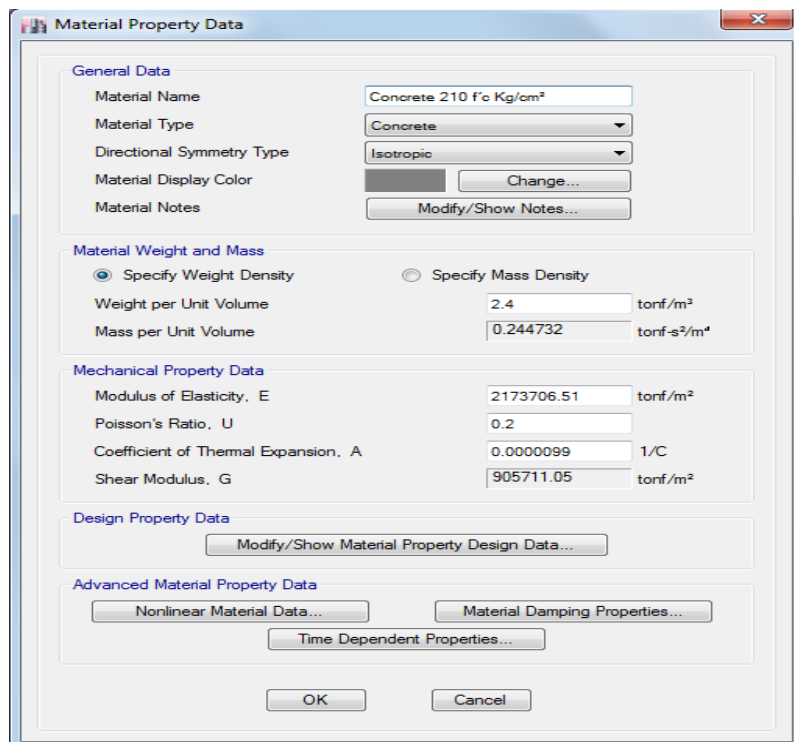 Material Property Data
General Data
Material Name Concrete 210 f´c Kg/cm²
Material Type Concrete
Directional Symmetry Type Isotropic
Material Display Color Change...
Material Notes Modify/Show Notes...
Material Weight and Mass
Specify Weight Density Specify Mass Density
Weight per Unit Volume 2.4 tonf/m³
Mass per Unit Volume 0.244732 tonf-s²/m⁴
Mechanical Property Data
Modulus of Elasticity, E 2173706.51 tonf/m²
Poisson's Ratio, U 0.2
Coefficient of Thermal Expansion, A 0.0000099 1/C
Shear Modulus, G 905711.05 tonf/m²
Design Property Data
Modify/Show Material Property Design Data...
Advanced Material Property Data
Nonlinear Material Data... Material Damping Properties...
Time Dependent Properties...
OK Cancel